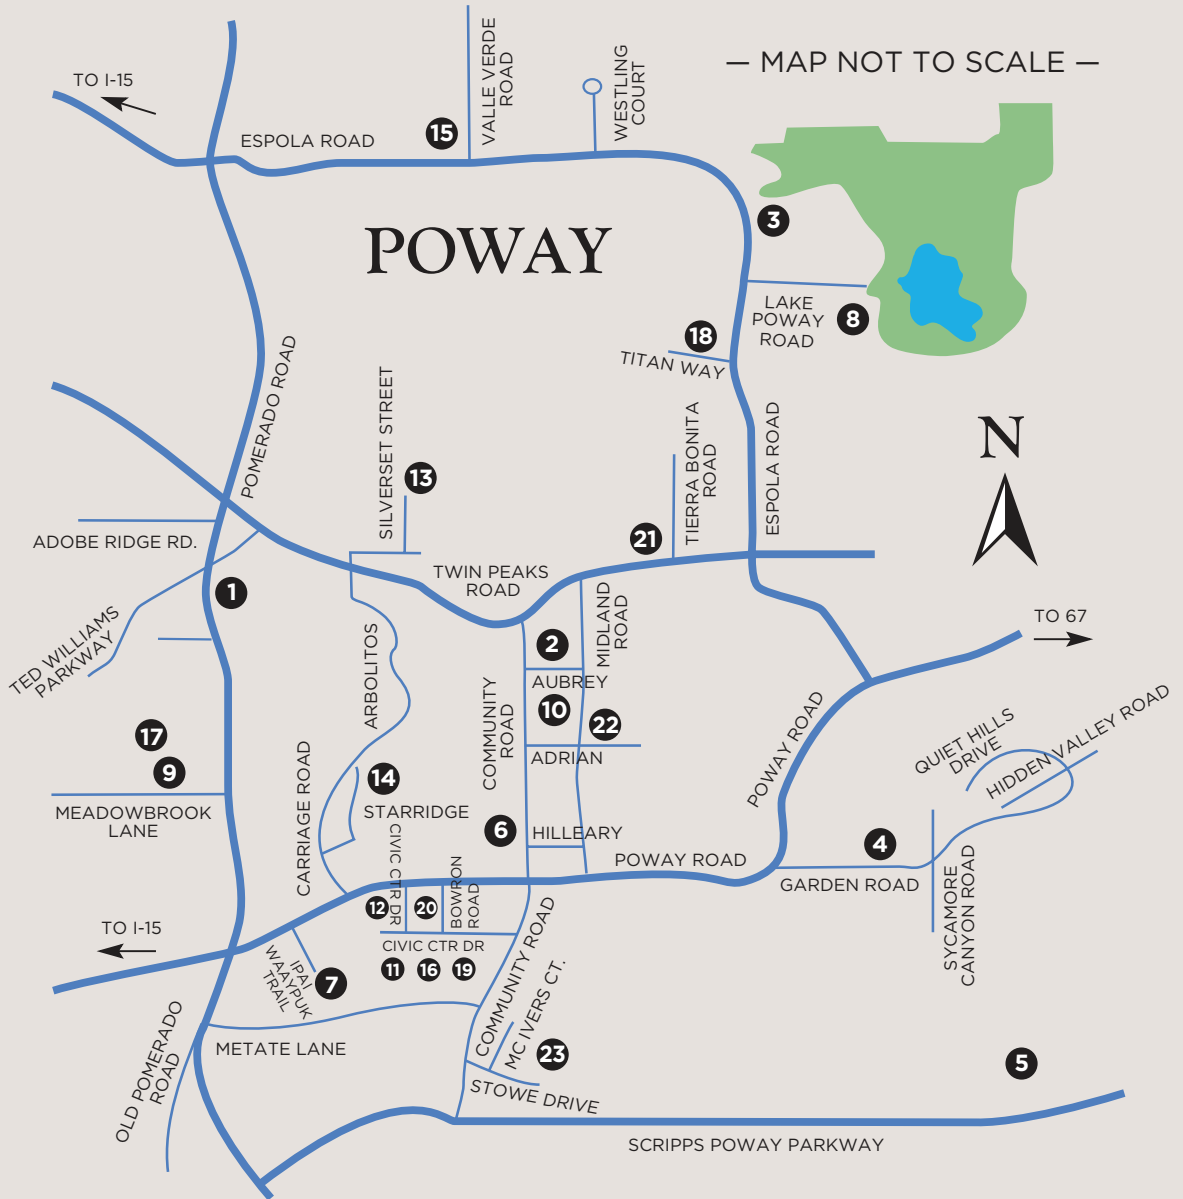 — MAP NOT TO SCALE —
TO I-15
VALLE VERDE
ROAD
WESTLING
COURT
15
ESPOLA ROAD
3
POWAY
LAKE
POWAY
ROAD
8
18
TITAN WAY
POMERADO ROAD
SILVERSET STREET
TIERRA BONITA
ROAD
ESPOLA ROAD
N
13
ADOBE RIDGE RD.
21
TWIN PEAKS
ROAD
1
MIDLAND
ROAD
TO 67
TED WILLIAMS
PARKWAY
ARBOLITOS
2
AUBREY
10
22
COMMUNITY
ROAD
ADRIAN
POWAY ROAD
QUIET HILLS
DRIVE
HIDDEN VALLEY ROAD
17
9
MEADOWBROOK
LANE
CARRIAGE ROAD
14
STARRIDGE
6
HILLEARY
CIVIC CTR DR
BOWRON
ROAD
POWAY ROAD
4
GARDEN ROAD
SYCAMORE
CANYON ROAD
12
20
TO I-15
CIVIC CTR DR
11
16
19
IPAI
WAAYPUK
TRAIL
7
COMMUNITY ROAD
MC IVERS CT.
OLD POMERADO
ROAD
METATE LANE
23
5
STOWE DRIVE
SCRIPPS POWAY PARKWAY